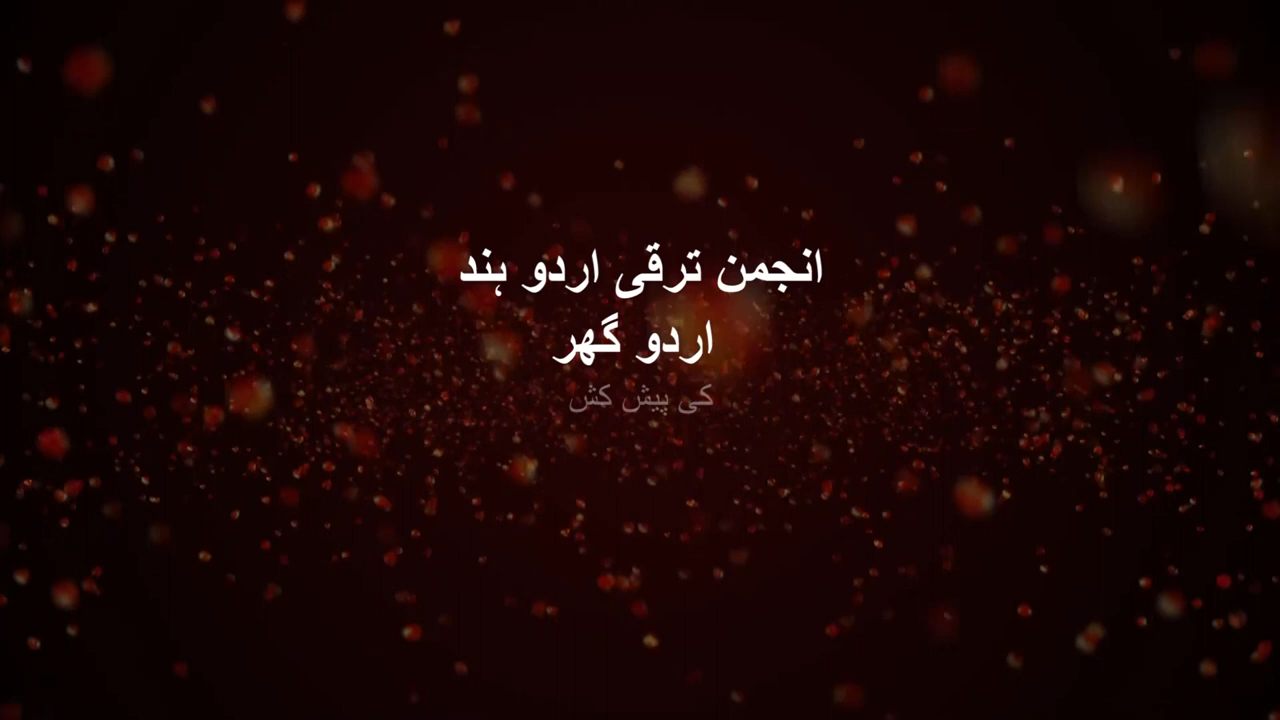 انجمن ترقی اردو ہند
اردو گھر
کی پیش کش